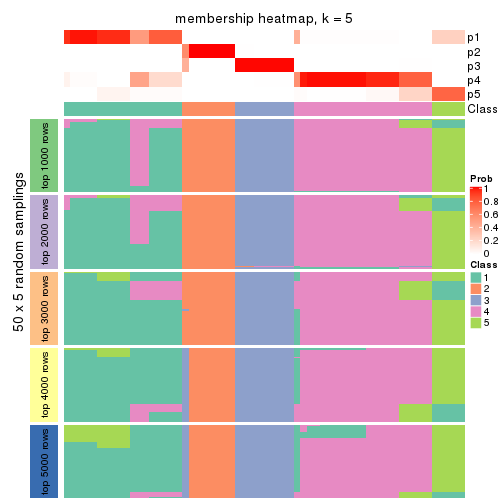 membership heatmap, k = 5
p1
p2
p3
p4
p5
Class
50 x 5 random samplings
top 1000 rows
top 2000 rows
top 3000 rows
top 4000 rows
top 5000 rows
Prob
1
0.8
0.6
0.4
0.2
0
Class
1
2
3
4
5